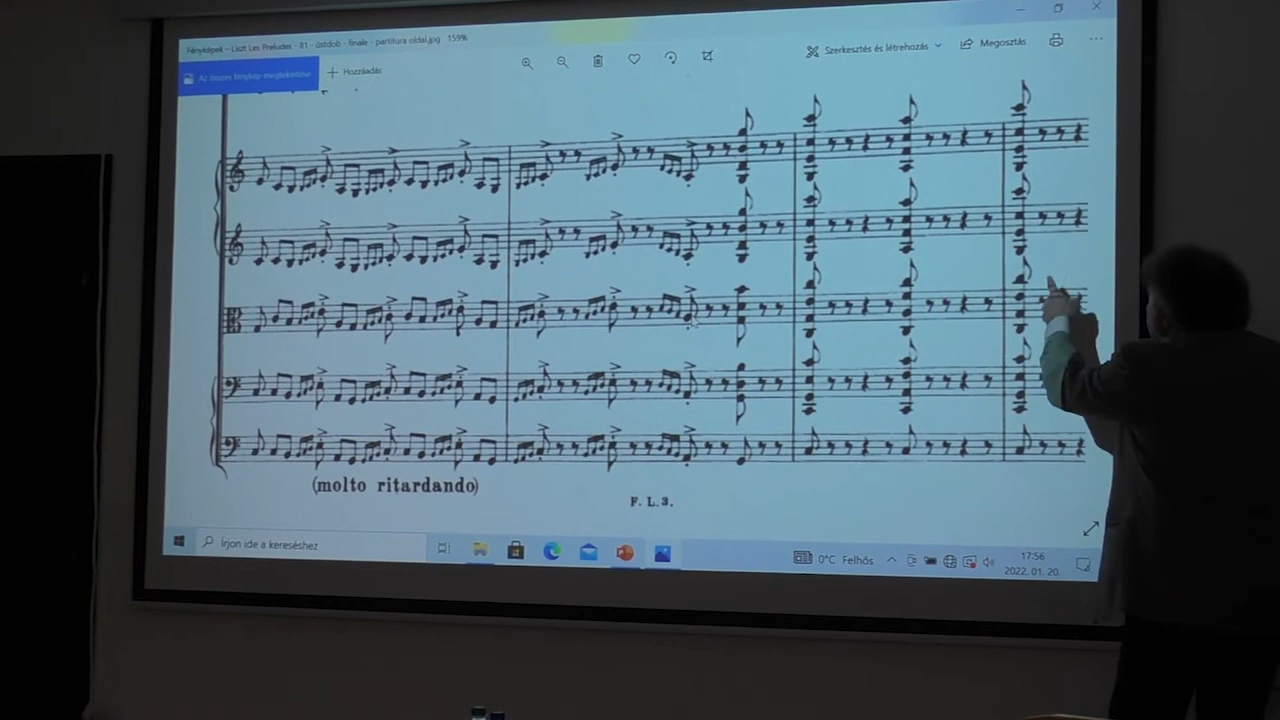 Fényképek - Liszt Les Preludes - 81 - üstdob - finale - partitura oldal.jpg 159%
Az összes fénykép megtekintése
Hozzáadás
Szerkesztés és létrehozás
Megosztás
(molto ritardando)
F. L. 3.
Írjon ide a kereséshez
0°C Felhős
17:56
2022. 01. 20.